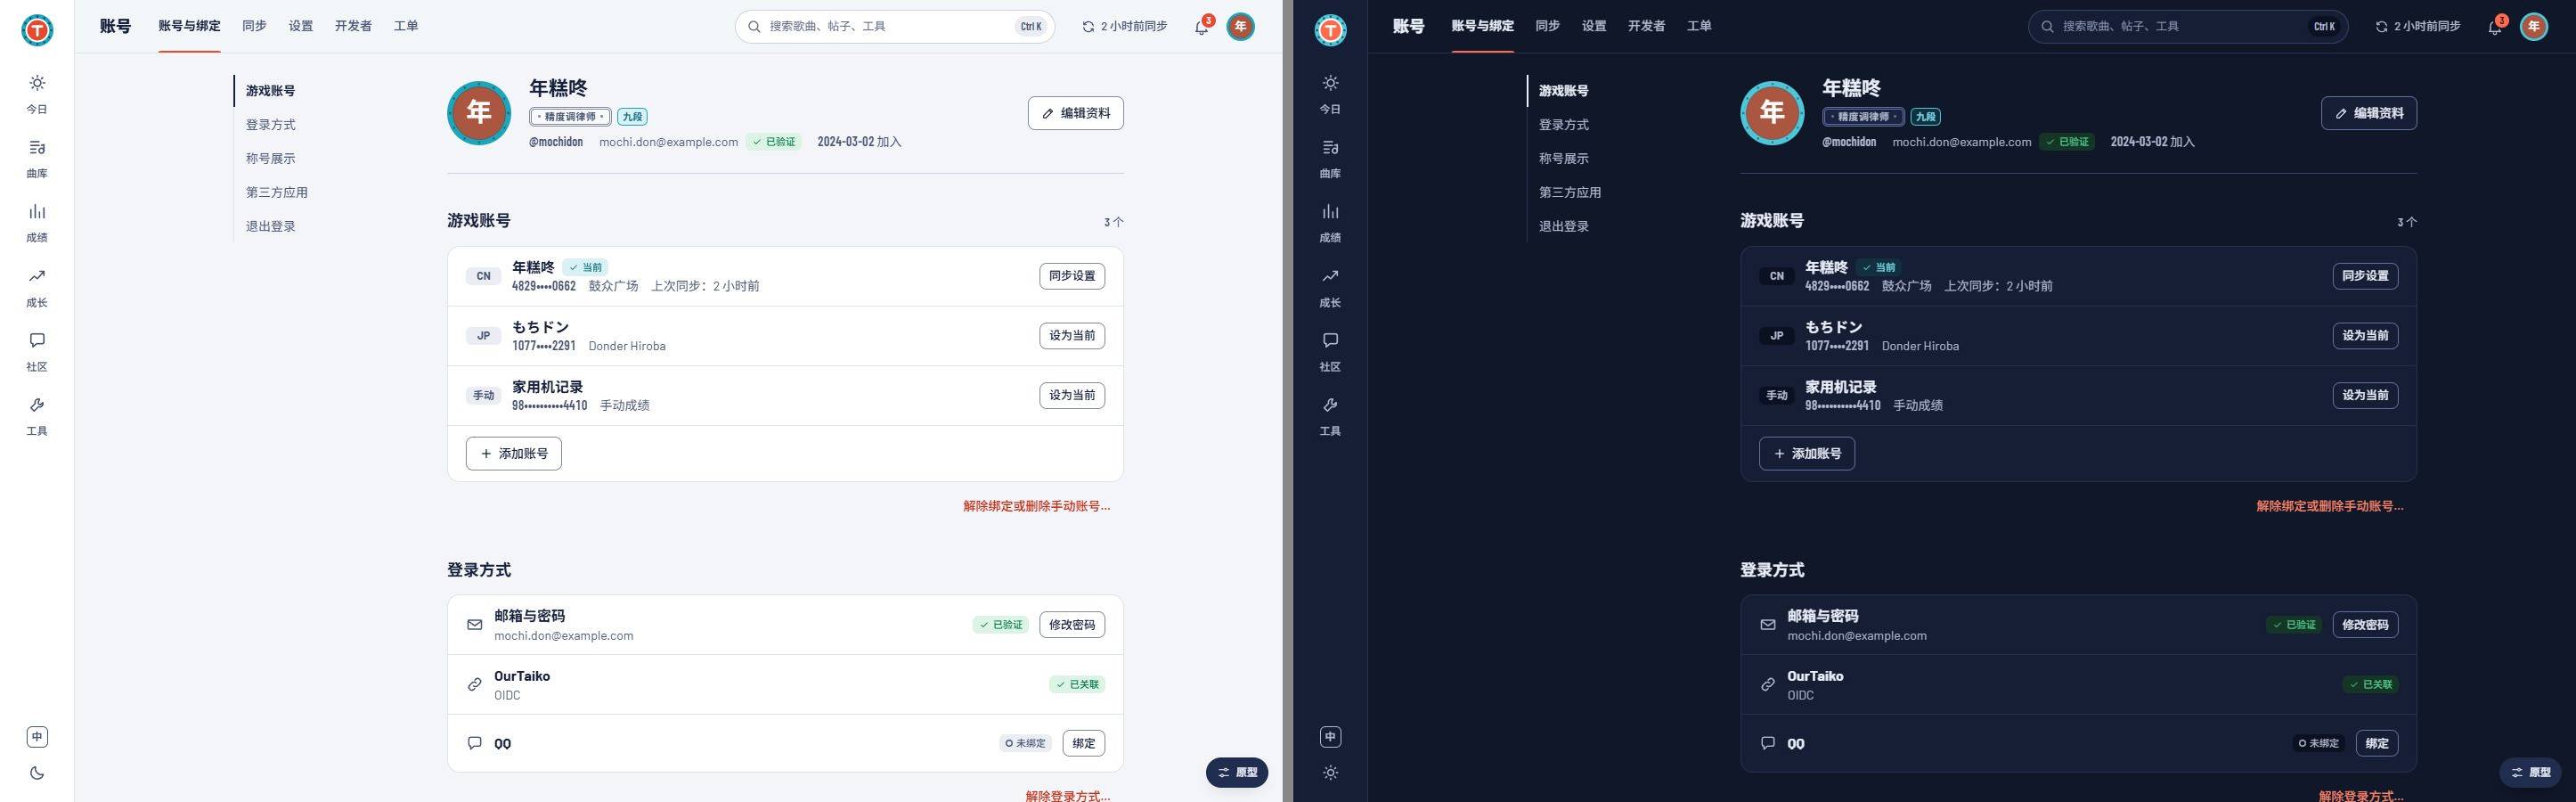 T
账号
账号与绑定 同步 设置 开发者 工单
搜索歌曲、帖子、工具 Ctrl K
2 小时前同步
3
年
今日
曲库
成绩
成长
社区
工具
中
游戏账号
登录方式
称号展示
第三方应用
退出登录
年
年糕咚
精度调律师 九段
@mochidon mochi.don@example.com 已验证 2024-03-02 加入
编辑资料
游戏账号 3 个
CN 年糕咚 当前
4829••••0662 鼓众广场 上次同步：2 小时前
同步设置
JP もちドン
1077••••2291 Donder Hiroba
设为当前
手动 家用机记录
98••••••••••4410 手动成绩
设为当前
添加账号
解除绑定或删除手动账号...
登录方式
邮箱与密码
mochi.don@example.com
已验证 修改密码
OurTaiko
OIDC
已关联
QQ 未绑定 绑定
原型
解除登录方式...
T
账号
账号与绑定 同步 设置 开发者 工单
搜索歌曲、帖子、工具 Ctrl K
2 小时前同步
3
年
今日
曲库
成绩
成长
社区
工具
中
游戏账号
登录方式
称号展示
第三方应用
退出登录
年
年糕咚
精度调律师 九段
@mochidon mochi.don@example.com 已验证 2024-03-02 加入
编辑资料
游戏账号 3 个
CN 年糕咚 当前
4829••••0662 鼓众广场 上次同步：2 小时前
同步设置
JP もちドン
1077••••2291 Donder Hiroba
设为当前
手动 家用机记录
98••••••••••4410 手动成绩
设为当前
添加账号
解除绑定或删除手动账号...
登录方式
邮箱与密码
mochi.don@example.com
已验证 修改密码
OurTaiko
OIDC
已关联
QQ 未绑定 绑定
原型
解除登录方式...